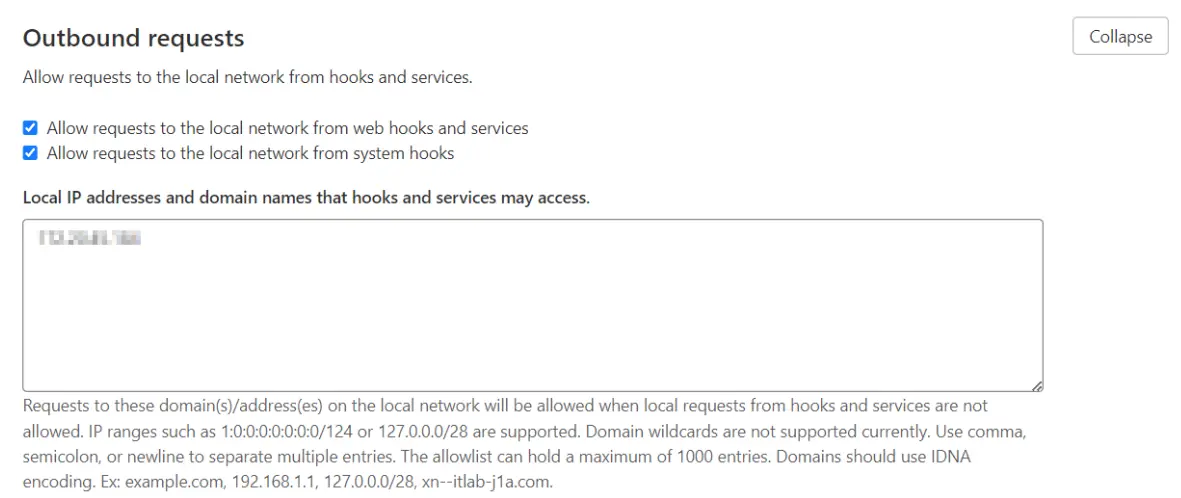 Outbound requests
Collapse
Allow requests to the local network from hooks and services.
Allow requests to the local network from web hooks and services
Allow requests to the local network from system hooks
Local IP addresses and domain names that hooks and services may access.
Requests to these domain(s)/address(es) on the local network will be allowed when local requests from hooks and services are not
allowed. IP ranges such as 1:0:0:0:0:0:0:0/124 or 127.0.0.0/28 are supported. Domain wildcards are not supported currently. Use comma,
semicolon, or newline to separate multiple entries. The allowlist can hold a maximum of 1000 entries. Domains should use IDNA
encoding. Ex: example.com, 192.168.1.1, 127.0.0.0/28, xn--itlab-j1a.com.